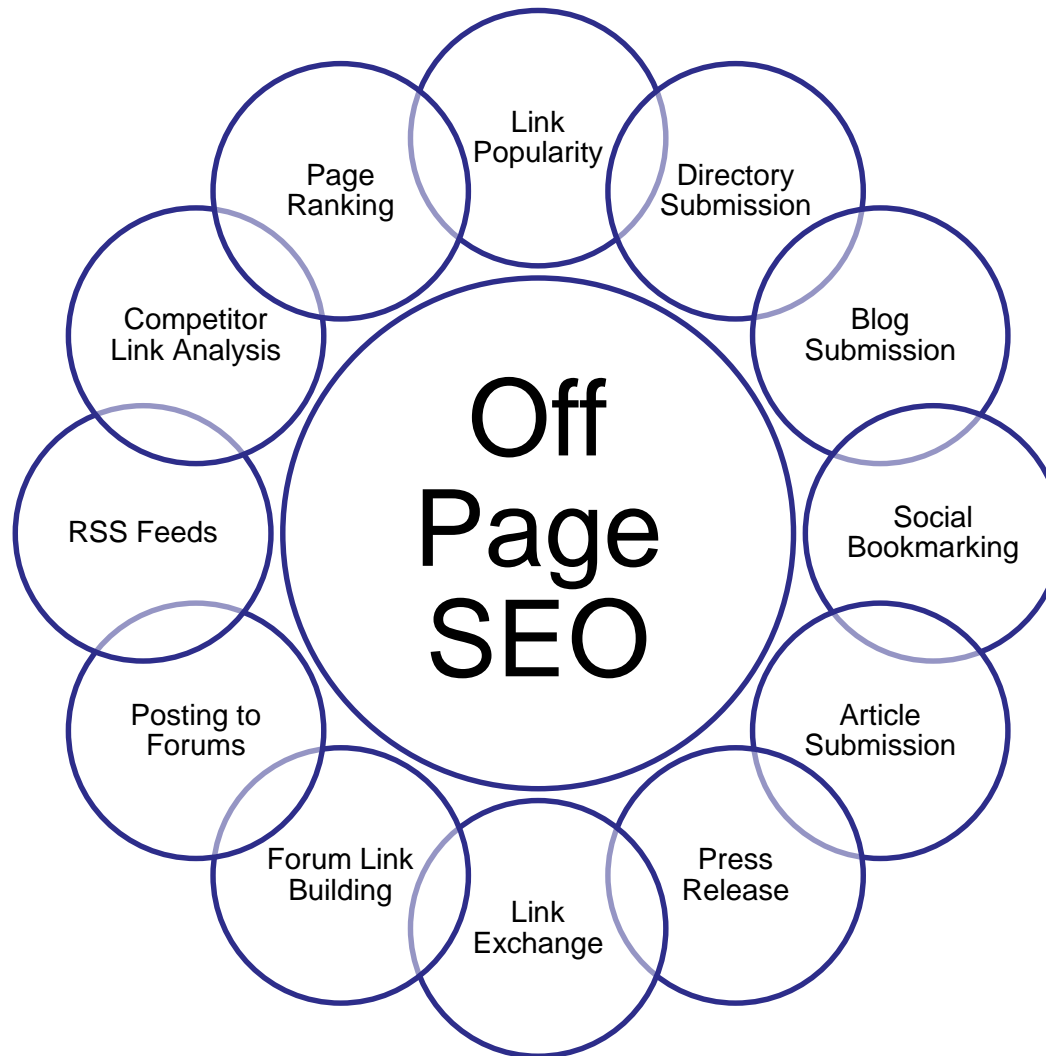 Link
Popularity
Directory
Submission
Blog
Submission
Social
Bookmarking
Article
Submission
Press
Release
Link
Exchange
Forum Link
Building
Posting to
Forums
RSS Feeds
Competitor
Link Analysis
Page
Ranking
Off
Page
SEO